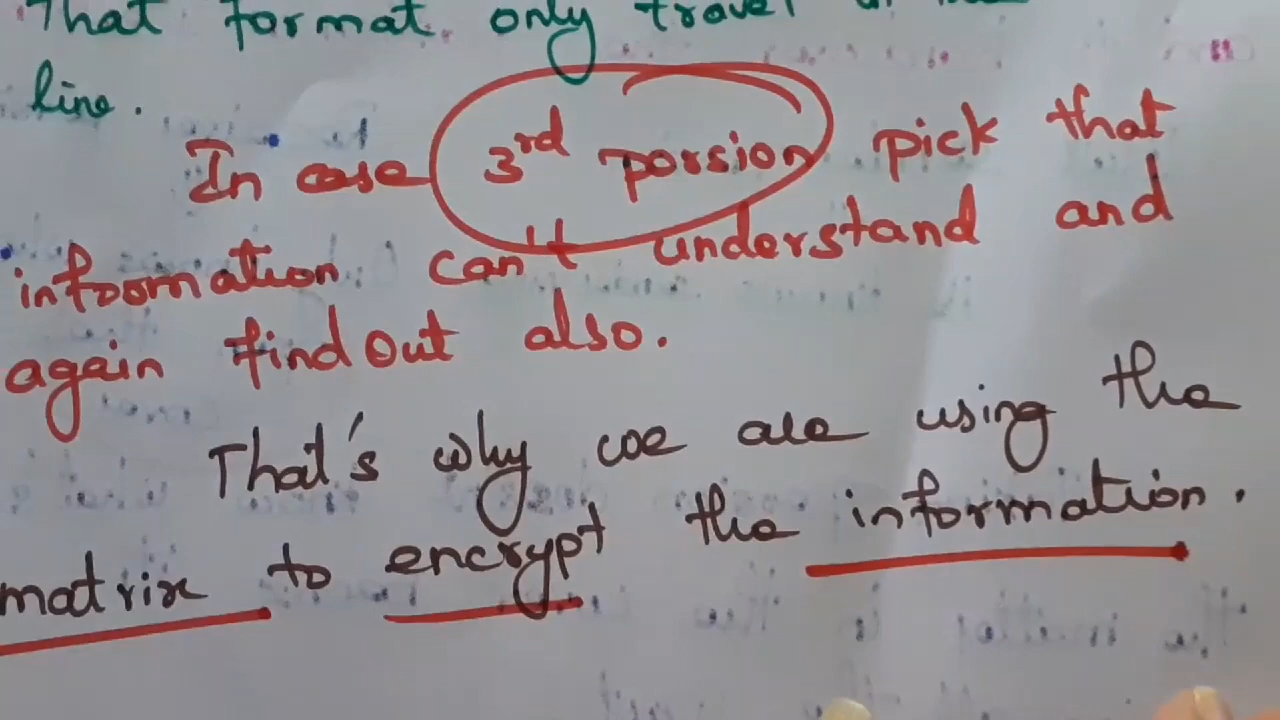 That format only travel
line.
In case 3rd porsion pick that
information can't understand and
again find out also.
That's why we are using the
matrix to encrypt the information.